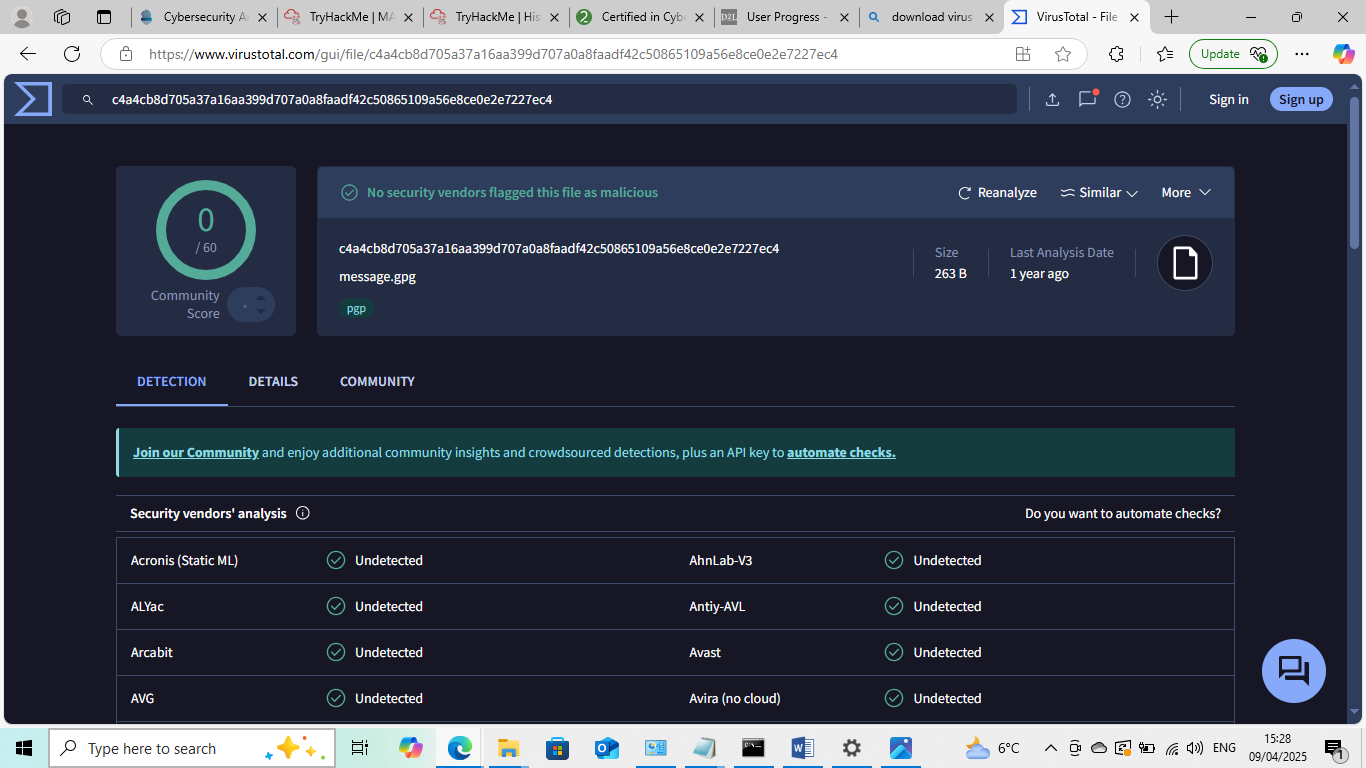 Cybersecurity A
TryHackMe | MA
TryHackMe | His
Certified in Cyb
User Progress -
download virus
VirusTotal - File
https://www.virustotal.com/gui/file/c4a4cb8d705a37a16aa399d707a0a8faadf42c50865109a56e8ce0e2e7227ec4
Update
c4a4cb8d705a37a16aa399d707a0a8faadf42c50865109a56e8ce0e2e7227ec4
Sign in
Sign up
0
/ 60
Community
Score
No security vendors flagged this file as malicious
Reanalyze
Similar
More
c4a4cb8d705a37a16aa399d707a0a8faadf42c50865109a56e8ce0e2e7227ec4
message.gpg
pgp
Size
263 B
Last Analysis Date
1 year ago
DETECTION
DETAILS
COMMUNITY
Join our Community and enjoy additional community insights and crowdsourced detections, plus an API key to automate checks.
Security vendors' analysis
Do you want to automate checks?
Acronis (Static ML)
Undetected
AhnLab-V3
Undetected
ALYac
Undetected
Antiy-AVL
Undetected
Arcabit
Undetected
Avast
Undetected
AVG
Undetected
Avira (no cloud)
Undetected
Type here to search
6°C
ENG
15:28
09/04/2025
1